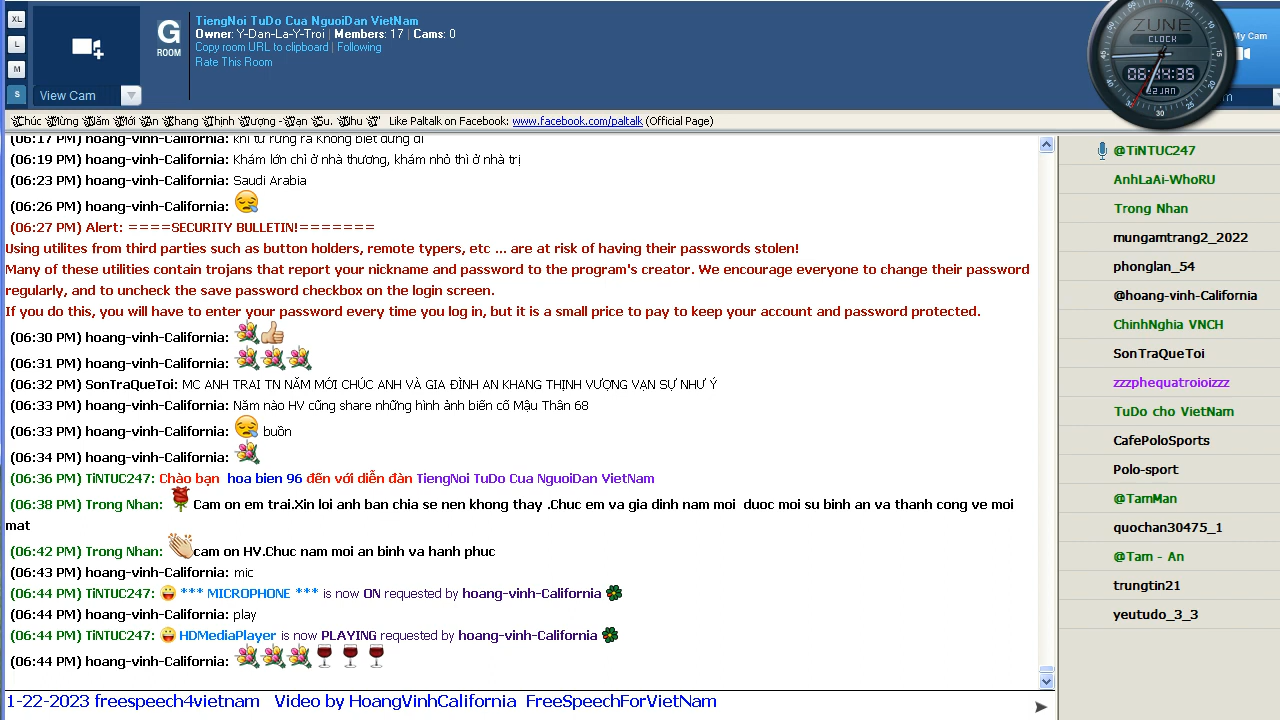 XL
L
M
S
View Cam
G
ROOM
TiengNoi TuDo Cua NguoiDan VietNam
Owner: Y-Dan-La-Y-Troi | Members: 17 | Cams: 0
Copy room URL to clipboard | Following
Rate This Room
ZUNE
CLOCK
22 JAN
30
My Cam
Like Paltalk on Facebook: www.facebook.com/paltalk (Official Page)
(06:17 PM) hoang-vinh-California: khỉ từ rừng ra không biết đứng đi
(06:19 PM) hoang-vinh-California: Khám lớn chỉ ở nhà thương, khám nhỏ thì ở nhà trị
(06:23 PM) hoang-vinh-California: Saudi Arabia
(06:26 PM) hoang-vinh-California:
(06:27 PM) Alert: ====SECURITY BULLETIN!=======
Using utilites from third parties such as button holders, remote typers, etc ... are at risk of having their passwords stolen!
Many of these utilities contain trojans that report your nickname and password to the program's creator. We encourage everyone to change their password
regularly, and to uncheck the save password checkbox on the login screen.
If you do this, you will have to enter your password every time you log in, but it is a small price to pay to keep your account and password protected.
(06:30 PM) hoang-vinh-California:
(06:31 PM) hoang-vinh-California:
(06:32 PM) SonTraQueToi: MC ANH TRAI TN NĂM MỚI CHÚC ANH VÀ GIA ĐÌNH AN KHANG THỊNH VƯỢNG VẠN SỰ NHƯ Ý
(06:33 PM) hoang-vinh-California: Năm nào HV cũng share những hình ảnh biến cố Mậu Thân 68
(06:33 PM) hoang-vinh-California: buồn
(06:34 PM) hoang-vinh-California:
(06:36 PM) TiNTUC247: Chào bạn hoa bien 96 đến với diễn đàn TiengNoi TuDo Cua NguoiDan VietNam
(06:38 PM) Trong Nhan: Cam on em trai.Xin loi anh ban chia se nen khong thay .Chuc em va gia dinh nam moi duoc moi su binh an va thanh cong ve moi
mat
(06:42 PM) Trong Nhan: cam on HV.Chuc nam moi an binh va hanh phuc
(06:43 PM) hoang-vinh-California: mic
(06:44 PM) TiNTUC247: *** MICROPHONE *** is now ON requested by hoang-vinh-California
(06:44 PM) hoang-vinh-California: play
(06:44 PM) TiNTUC247: HDMediaPlayer is now PLAYING requested by hoang-vinh-California
(06:44 PM) hoang-vinh-California:
1-22-2023 freespeech4vietnam Video by HoangVinhCalifornia FreeSpeechForVietNam
@TiNTUC247
AnhLaAi-WhoRU
Trong Nhan
mungamtrang2_2022
phonglan_54
@hoang-vinh-California
ChinhNghia VNCH
SonTraQueToi
zzzphequatroioizzz
TuDo cho VietNam
CafePoloSports
Polo-sport
@TamMan
quochan30475_1
@Tam - An
trungtin21
yeutudo_3_3